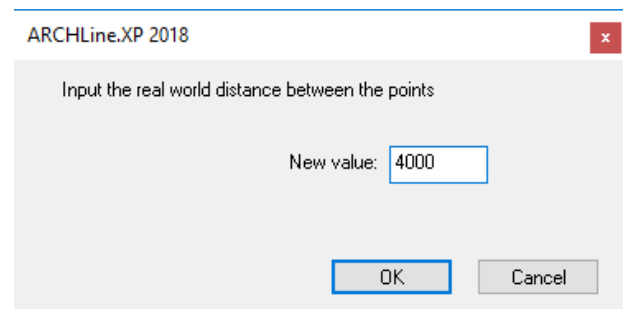 ARCHLine.XP 2018
x
Input the real world distance between the points
New value: 4000
OK Cancel